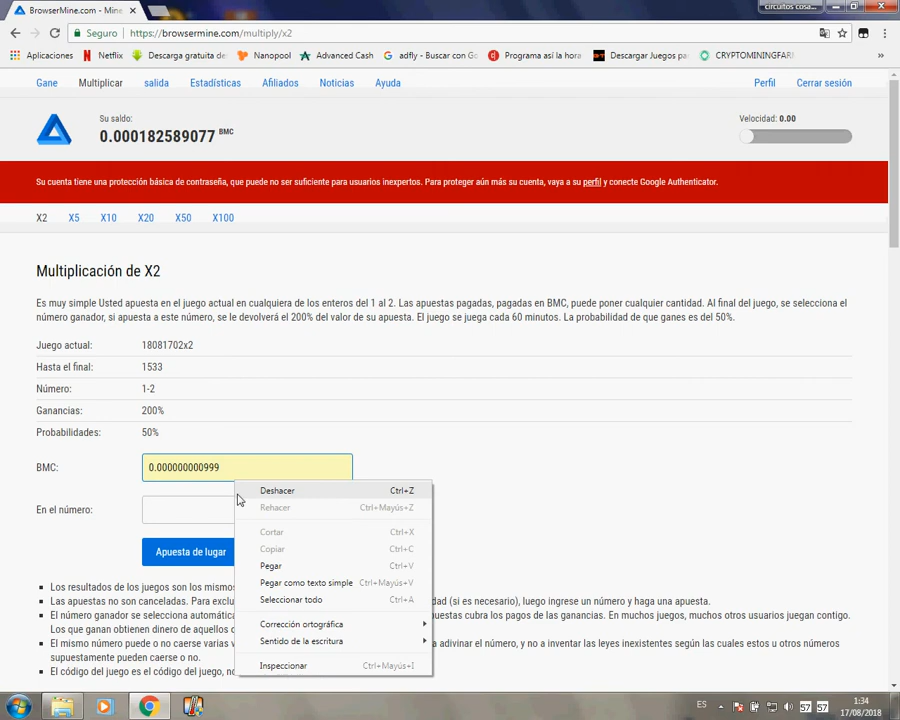 BrowserMine.com - Mine
circuitos cosa...
Seguro
https://browsermine.com/multiply/x2
Aplicaciones
Netflix
Descarga gratuita de
Nanopool
Advanced Cash
adfly - Buscar con Go
Programa así la hora
Descargar Juegos pa
CRYPTOMININGFAR
»
Gane
Multiplicar
salida
Estadísticas
Afiliados
Noticias
Ayuda
Perfil
Cerrar sesión
Su saldo:
0.000182589077 BMC
Velocidad: 0.00
Su cuenta tiene una protección básica de contraseña, que puede no ser suficiente para usuarios inexpertos. Para proteger aún más su cuenta, vaya a su perfil y conecte Google Authenticator.
X2 X5 X10 X20 X50 X100
Multiplicación de X2
Es muy simple Usted apuesta en el juego actual en cualquiera de los enteros del 1 al 2. Las apuestas pagadas, pagadas en BMC, puede poner cualquier cantidad. Al final del juego, se selecciona el
número ganador, si apuesta a este número, se le devolverá el 200% del valor de su apuesta. El juego se juega cada 60 minutos. La probabilidad de que ganes es del 50%.
Juego actual: 18081702x2
Hasta el final: 1533
Número: 1-2
Ganancias: 200%
Probabilidades: 50%
BMC: 0.000000000999
En el número:
Apuesta de lugar
Deshacer Ctrl+Z
Rehacer Ctrl+Mayús+Z
Cortar Ctrl+X
Copiar Ctrl+C
Pegar Ctrl+V
Pegar como texto simple Ctrl+Mayús+V
Seleccionar todo Ctrl+A
Corrección ortográfica
Sentido de la escritura
Inspeccionar Ctrl+Mayús+I
Los resultados de los juegos son los mismos
Las apuestas no son canceladas. Para exclu dad (si es necesario), luego ingrese un número y haga una apuesta.
El número ganador se selecciona automátic puestas cubra los pagos de las ganancias. En muchos juegos, muchos otros usuarios juegan contigo.
Los que ganan obtienen dinero de aquellos
El mismo número puede o no caerse varias v a adivinar el número, y no a inventar las leyes inexistentes según las cuales estos u otros números
supuestamente pueden caerse o no.
El código del juego es el código del juego, n
ES
57 57
1:34
17/08/2018